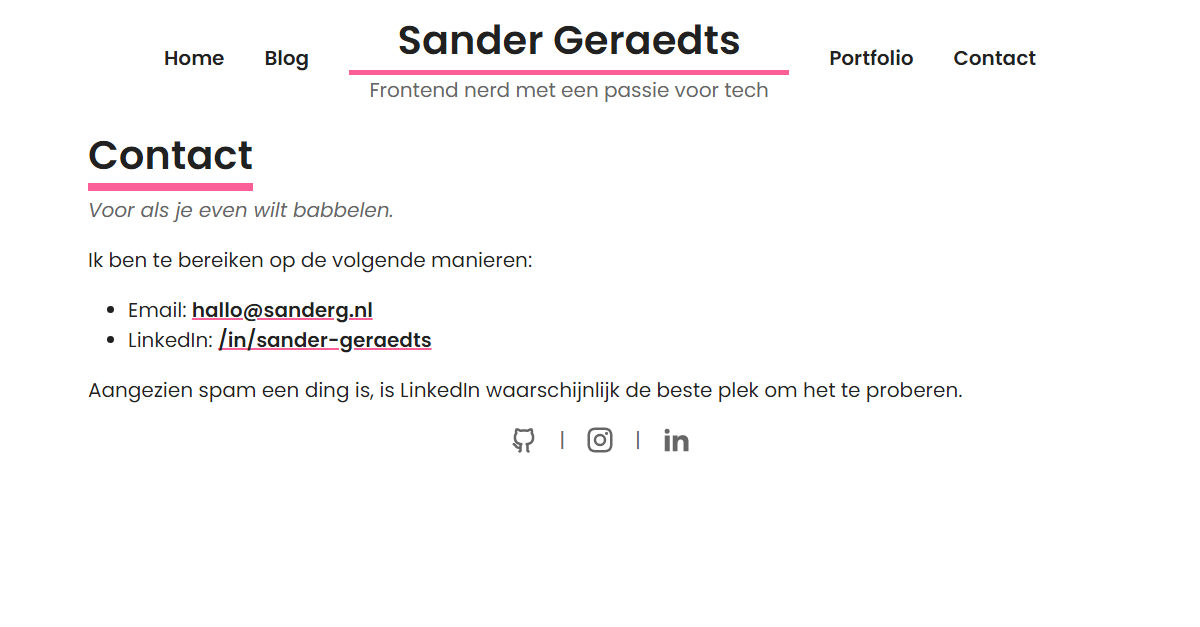 Home
Blog
Sander Geraedts
Frontend nerd met een passie voor tech
Portfolio
Contact
Contact
Voor als je even wilt babbelen.
Ik ben te bereiken op de volgende manieren:
Email: hallo@sanderg.nl
LinkedIn: /in/sander-geraedts
Aangezien spam een ding is, is LinkedIn waarschijnlijk de beste plek om het te proberen.
| |